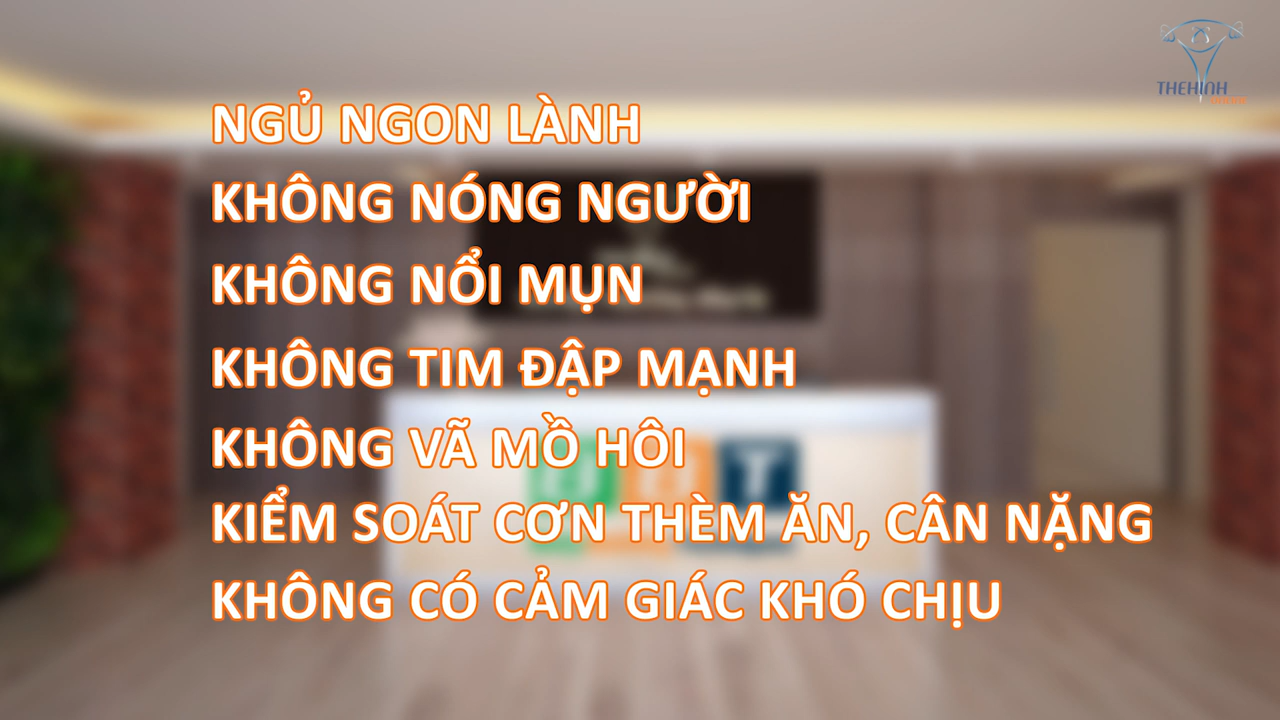 THEHINH
NGỦ NGON LÀNH
KHÔNG NÓNG NGƯỜI
KHÔNG NỔI MỤN
KHÔNG TIM ĐẬP MẠNH
KHÔNG VÃ MỒ HÔI
KIỂM SOÁT CƠN THÈM ĂN, CÂN NẶNG
KHÔNG CÓ CẢM GIÁC KHÓ CHỊU